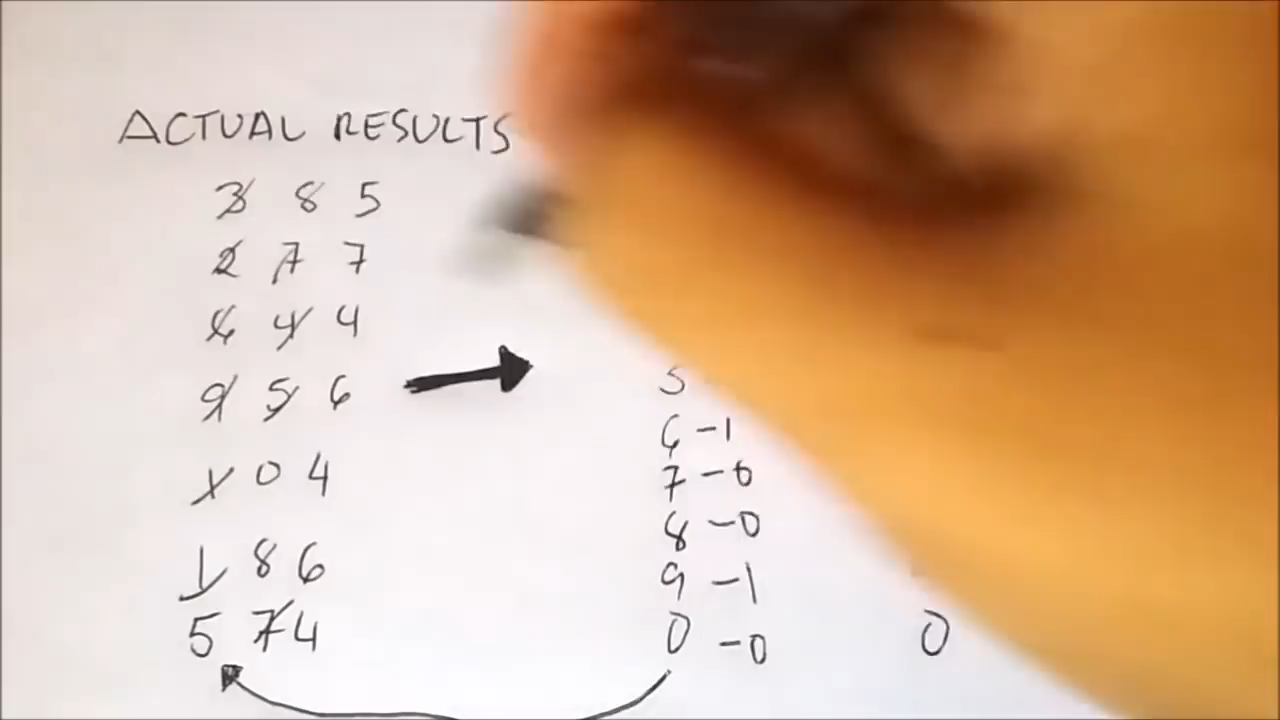 ACTUAL RESULTS
3 8 5
2 7 7
6 4 4
9 5 6
1 0 4
1 8 6
5 7 4
5
6 - 1
7 - 0
8 - 0
9 - 1
0 - 0
0